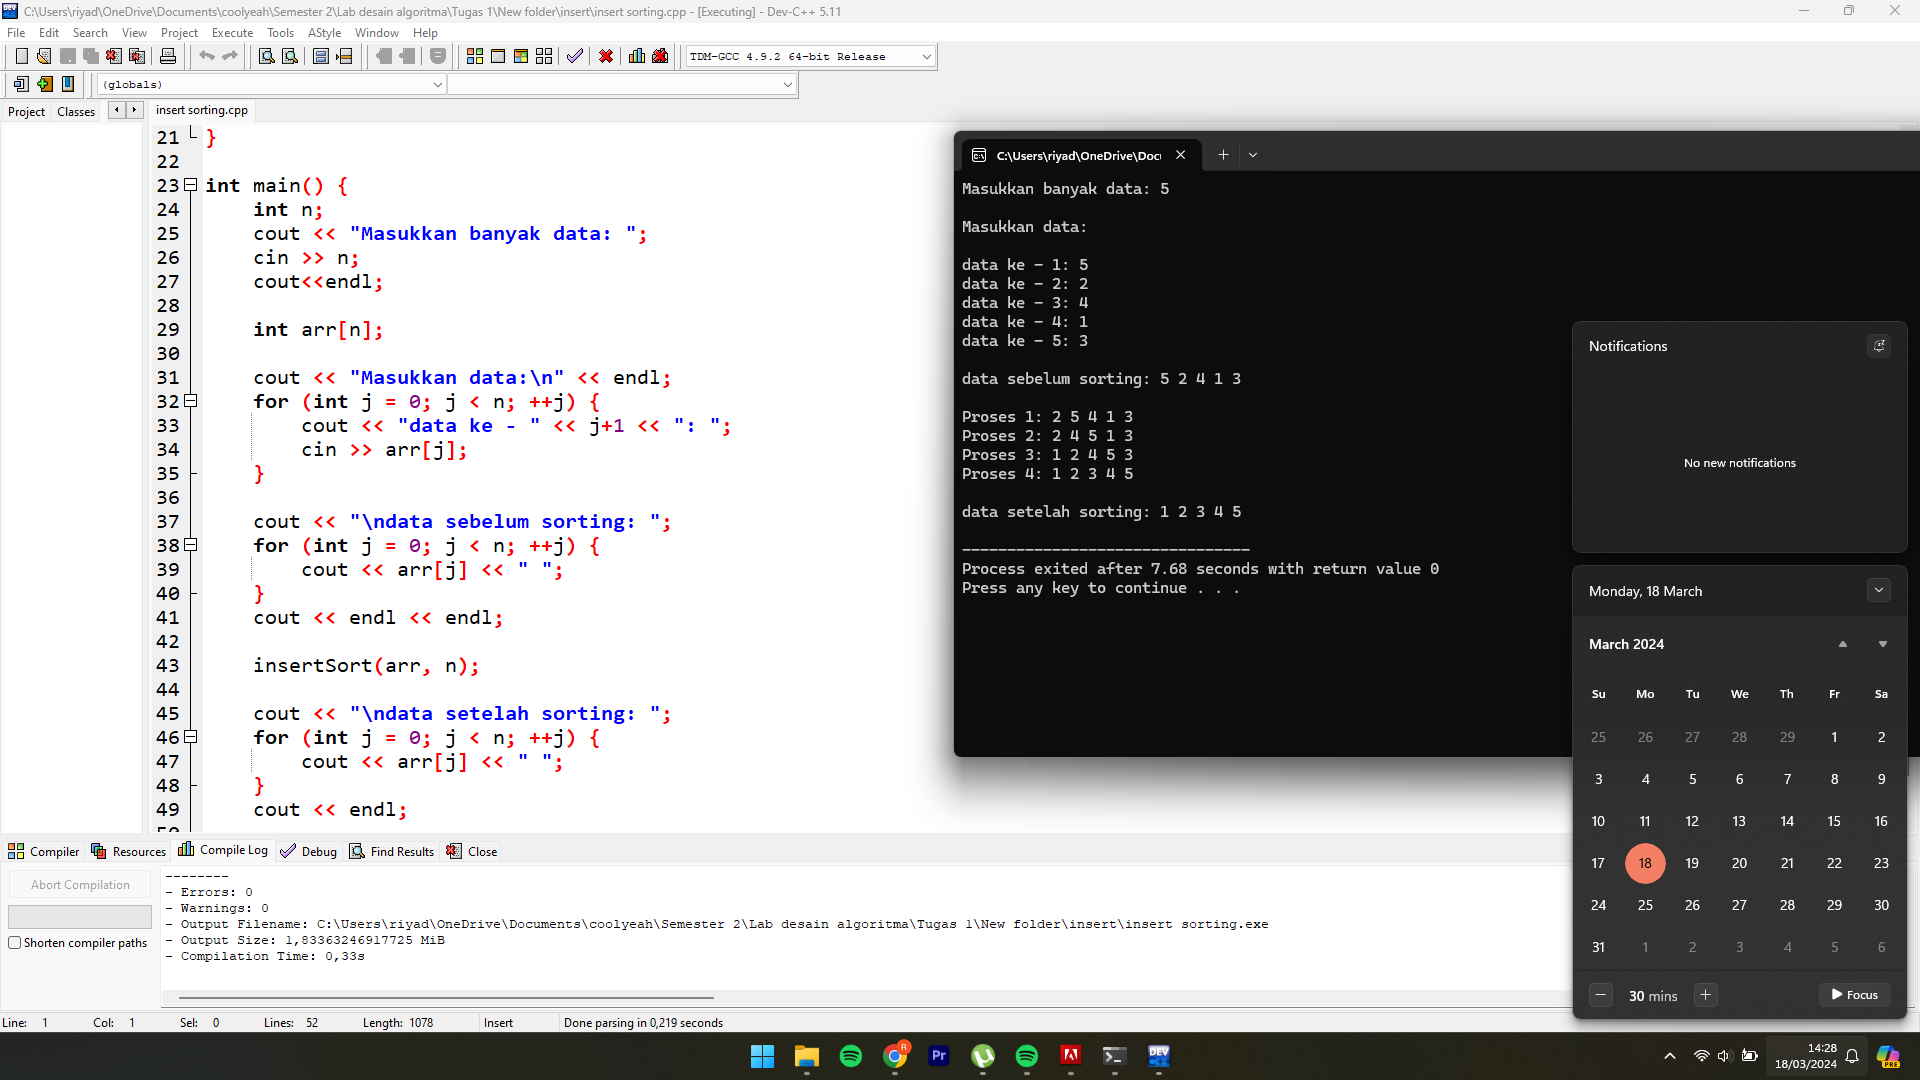 C:\Users\riyad\OneDrive\Documents\coolyeah\Semester 2\Lab desain algoritma\Tugas 1\New folder\insert\insert sorting.cpp - [Executing] - Dev-C++ 5.11
File Edit Search View Project Execute Tools AStyle Window Help
TDM-GCC 4.9.2 64-bit Release
(globals)
Project Classes
insert sorting.cpp
21 }
22
23 int main() {
24 int n;
25 cout << "Masukkan banyak data: ";
26 cin >> n;
27 cout<<endl;
28
29 int arr[n];
30
31 cout << "Masukkan data:\n" << endl;
32 for (int j = 0; j < n; ++j) {
33 cout << "data ke - " << j+1 << ": ";
34 cin >> arr[j];
35 }
36
37 cout << "\ndata sebelum sorting: ";
38 for (int j = 0; j < n; ++j) {
39 cout << arr[j] << " ";
40 }
41 cout << endl << endl;
42
43 insertSort(arr, n);
44
45 cout << "\ndata setelah sorting: ";
46 for (int j = 0; j < n; ++j) {
47 cout << arr[j] << " ";
48 }
49 cout << endl;
C:\Users\riyad\OneDrive\Docu
Masukkan banyak data: 5
Masukkan data:
data ke - 1: 5
data ke - 2: 2
data ke - 3: 4
data ke - 4: 1
data ke - 5: 3
data sebelum sorting: 5 2 4 1 3
Proses 1: 2 5 4 1 3
Proses 2: 2 4 5 1 3
Proses 3: 1 2 4 5 3
Proses 4: 1 2 3 4 5
data setelah sorting: 1 2 3 4 5
--------------------------------
Process exited after 7.68 seconds with return value 0
Press any key to continue . . .
Notifications
No new notifications
Monday, 18 March
March 2024
Su Mo Tu We Th Fr Sa
25 26 27 28 29 1 2
3 4 5 6 7 8 9
10 11 12 13 14 15 16
17 18 19 20 21 22 23
24 25 26 27 28 29 30
31 1 2 3 4 5 6
30 mins
Focus
Compiler Resources Compile Log Debug Find Results Close
Abort Compilation
Shorten compiler paths
--------
- Errors: 0
- Warnings: 0
- Output Filename: C:\Users\riyad\OneDrive\Documents\coolyeah\Semester 2\Lab desain algoritma\Tugas 1\New folder\insert\insert sorting.exe
- Output Size: 1,83363246917725 MiB
- Compilation Time: 0,33s
Line: 1 Col: 1 Sel: 0 Lines: 52 Length: 1078 Insert Done parsing in 0,219 seconds
R
Pr
DEV
14:28
18/03/2024
PRE